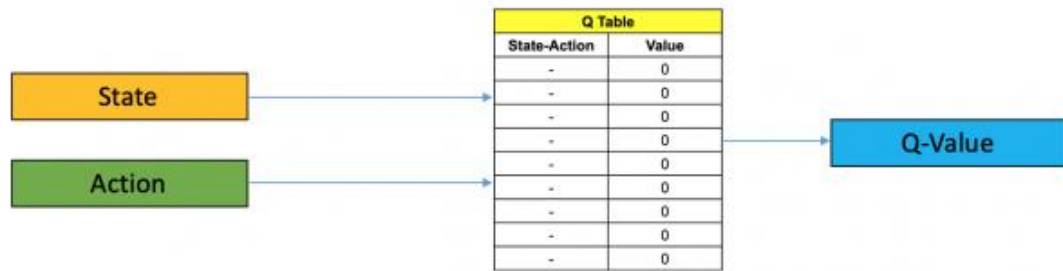 State
Action
Q Table
State-Action Value
- 0
- 0
- 0
- 0
- 0
- 0
- 0
- 0
- 0
Q-Value